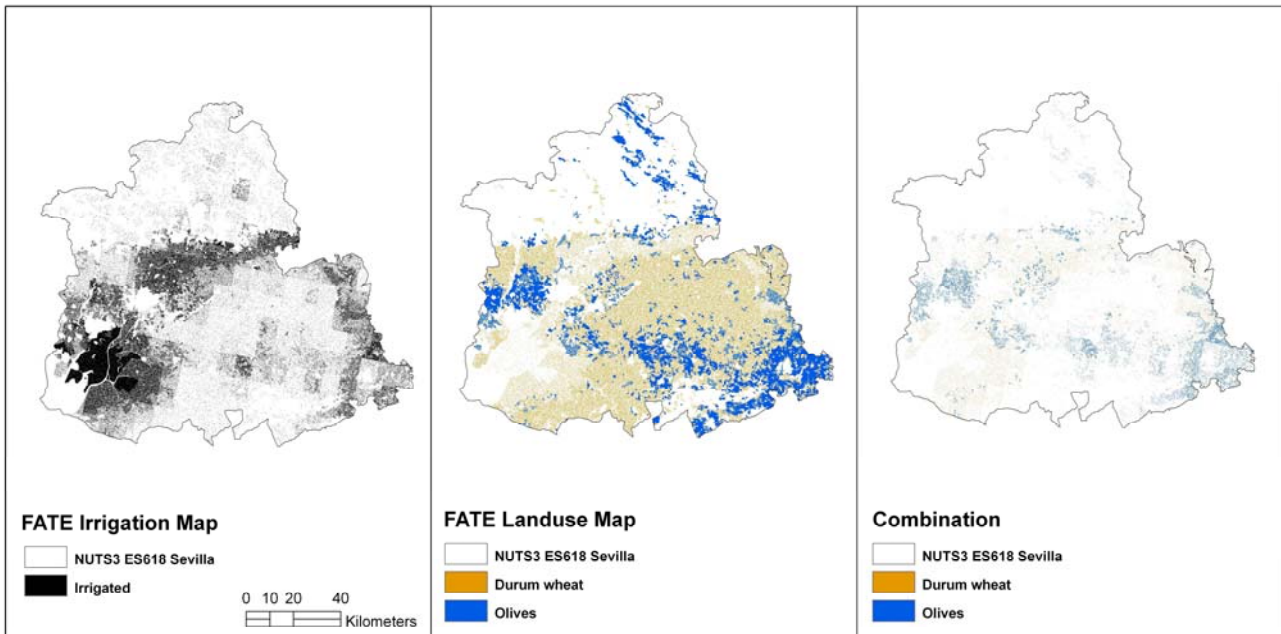 FATE Irrigation Map
NUTS3 ES618 Sevilla
Irrigated
0 10 20 40
Kilometers
FATE Landuse Map
NUTS3 ES618 Sevilla
Durum wheat
Olives
Combination
NUTS3 ES618 Sevilla
Durum wheat
Olives